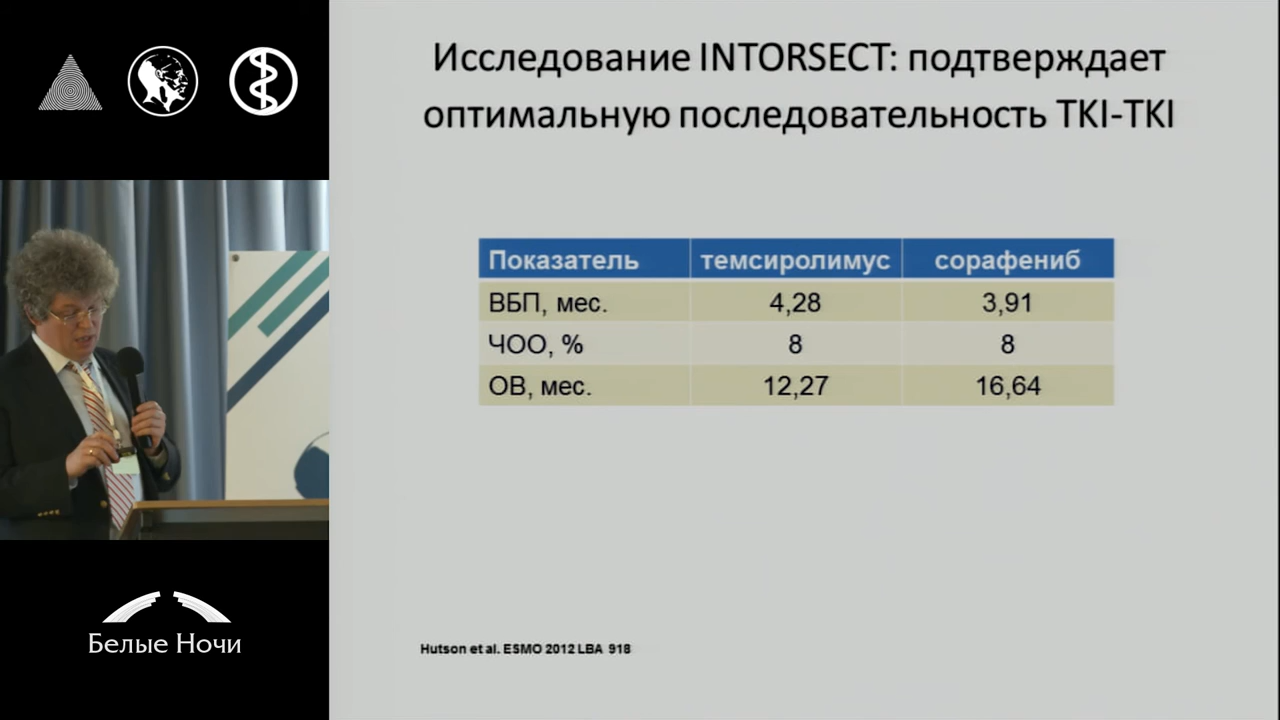 Исследование INTORSECT: подтверждает
оптимальную последовательность TKI-TKI
Показатель темсиролимус сорафениб
ВБП, мес. 4,28 3,91
ЧОО, % 8 8
ОВ, мес. 12,27 16,64
Hutson et al. ESMO 2012 LBA 918
Белые Ночи